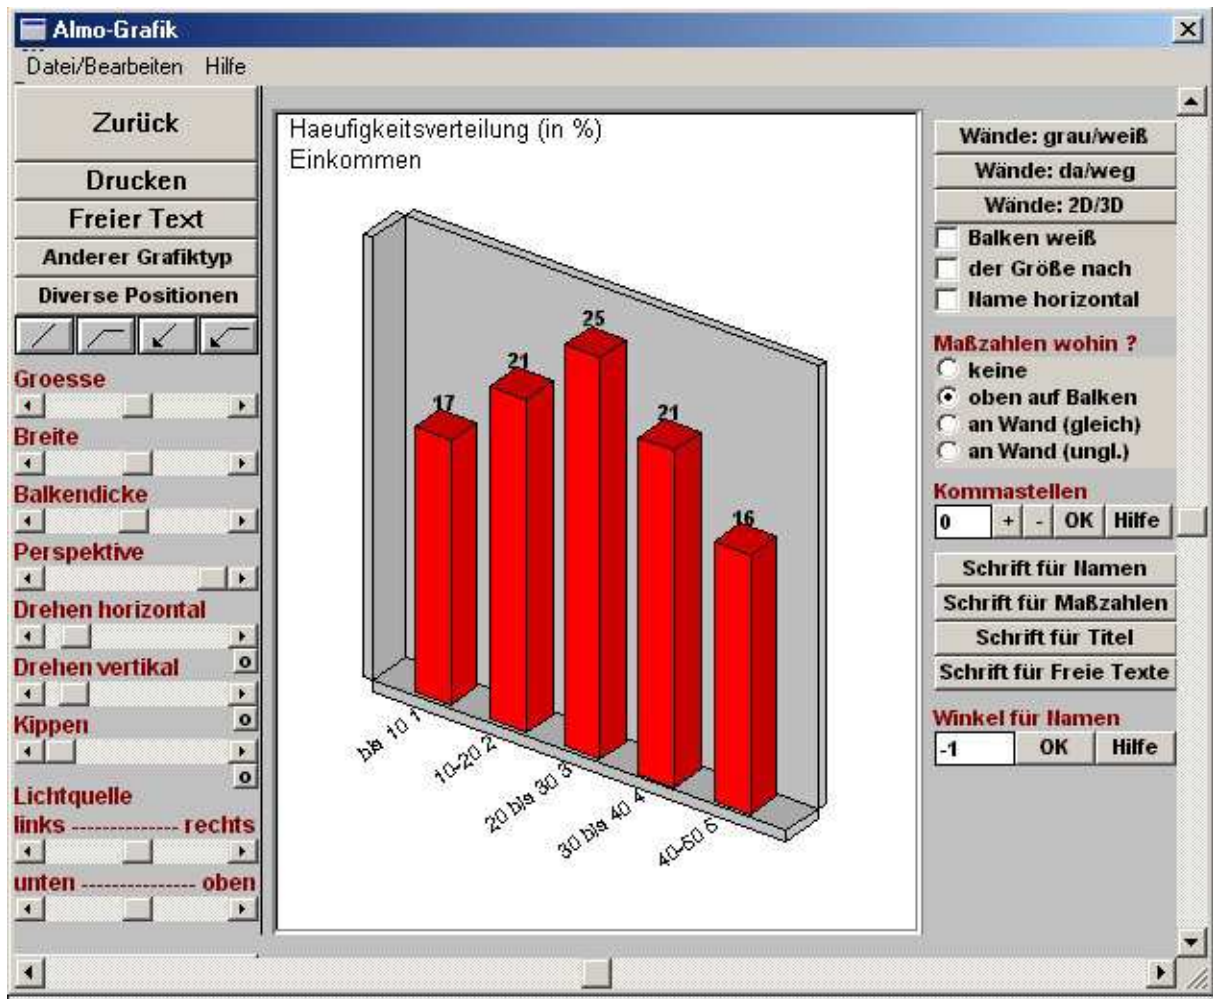 Almo-Grafik
Datei/Bearbeiten Hilfe
Zurück
Drucken
Freier Text
Anderer Grafiktyp
Diverse Positionen
Groesse
Breite
Balkendicke
Perspektive
Drehen horizontal
Drehen vertikal
o
Kippen
o
o
Lichtquelle
links -------------- rechts
unten --------------- oben
Haeufigkeitsverteilung (in %)
Einkommen
17
21
25
21
16
bis 10 1
10-20 2
20 bis 30 3
30 bis 40 4
Wände: grau/weiß
Wände: da/weg
Wände: 2D/3D
Balken weiß
der Größe nach
Name horizontal
Maßzahlen wohin ?
keine
oben auf Balken
an Wand (gleich)
an Wand (ungl.)
Kommastellen
0 + - OK Hilfe
Schrift für Namen
Schrift für Maßzahlen
Schrift für Titel
Schrift für Freie Texte
Winkel für Namen
-1 OK Hilfe